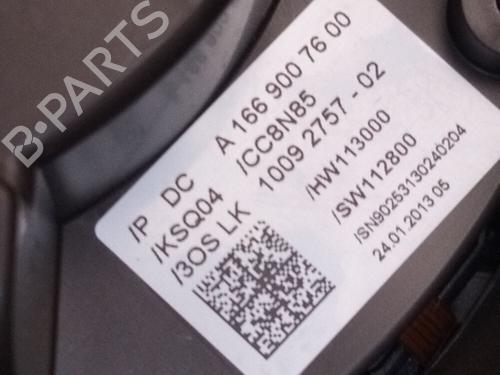 B-PARTS
A 166 900 76 00
/P DC /CC8N85
/KSQ04 1009 2757 - 02
/3OS LK /HW113000
/SW112800
/SN90253130240204
24.01.2013 05